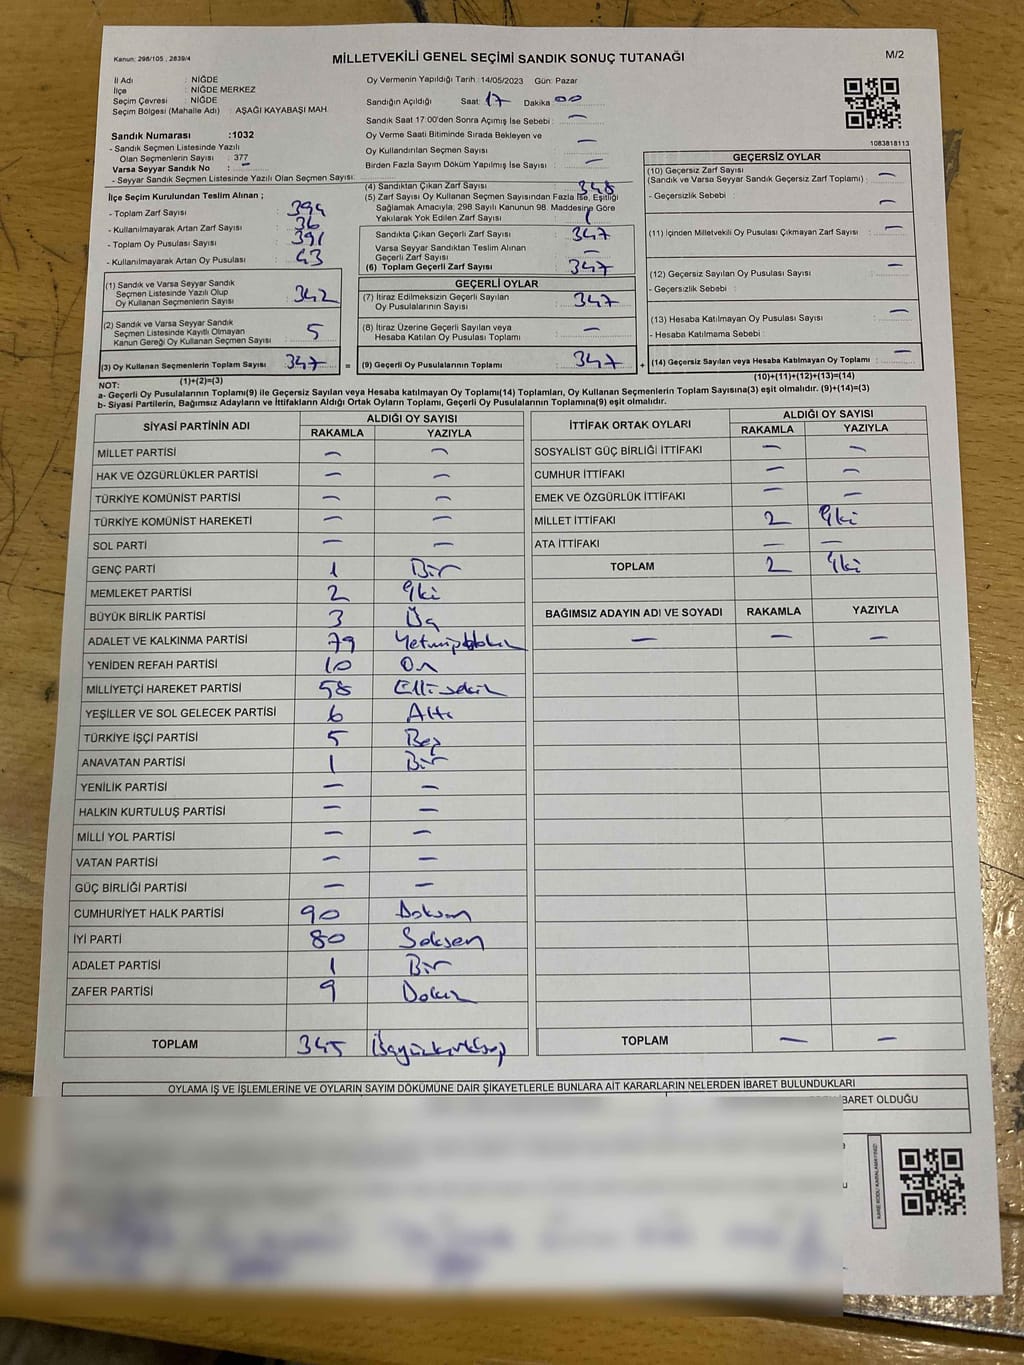 Kanun: 298/105 , 2839/4
MİLLETVEKİLİ GENEL SEÇİMİ SANDIK SONUÇ TUTANAĞI
M/2
İl Adı : NİĞDE
İlçe : NİĞDE MERKEZ
Seçim Çevresi : NİĞDE
Seçim Bölgesi (Mahalle Adı) : AŞAĞI KAYABAŞI MAH.
Sandık Numarası :1032
- Sandık Seçmen Listesinde Yazılı
Olan Seçmenlerin Sayısı : 377
Varsa Seyyar Sandık No : –
- Seyyar Sandık Seçmen Listesinde Yazılı Olan Seçmen Sayısı:
Oy Vermenin Yapıldığı Tarih : 14/05/2023 Gün: Pazar
Sandığın Açıldığı Saat: 17 Dakika 00
Sandık Saat 17:00'den Sonra Açımış İse Sebebi : –
Oy Verme Saati Bitiminde Sırada Bekleyen ve
Oy Kullandırılan Seçmen Sayısı : –
Birden Fazla Sayım Döküm Yapılmış İse Sayısı : –
1083818113
İlçe Seçim Kurulundan Teslim Alınan ;
- Toplam Zarf Sayısı : 394
- Kullanılmayarak Artan Zarf Sayısı : 36
- Toplam Oy Pusulası Sayısı : 391
- Kullanılmayarak Artan Oy Pusulası : 43
(1) Sandık ve Varsa Seyyar Sandık
Seçmen Listesinde Yazılı Olup
Oy Kullanan Seçmenlerin Sayısı : 342
(2) Sandık ve Varsa Seyyar Sandık
Seçmen Listesinde Kayıtlı Olmayan
Kanun Gereği Oy Kullanan Seçmen Sayısı : 5
(3) Oy Kullanan Seçmenlerin Toplam Sayısı : 347
(1)+(2)=(3)
(4) Sandıktan Çıkan Zarf Sayısı : 348
(5) Zarf Sayısı Oy Kullanan Seçmen Sayısından Fazla İse, Eşitliği
Sağlamak Amacıyla, 298 Sayılı Kanunun 98. Maddesine Göre
Yakılarak Yok Edilen Zarf Sayısı : 1
Sandıkta Çıkan Geçerli Zarf Sayısı : 347
Varsa Seyyar Sandıktan Teslim Alınan
Geçerli Zarf Sayısı : –
(6) Toplam Geçerli Zarf Sayısı : 347
GEÇERLİ OYLAR
(7) İtiraz Edilmeksizin Geçerli Sayılan
Oy Pusulalarının Sayısı : 347
(8) İtiraz Üzerine Geçerli Sayılan veya
Hesaba Katılan Oy Pusulası Toplamı : –
= (9) Geçerli Oy Pusulalarının Toplamı : 347
GEÇERSİZ OYLAR
(10) Geçersiz Zarf Sayısı
(Sandık ve Varsa Seyyar Sandık Geçersiz Zarf Toplamı) : –
- Geçersizlik Sebebi : –
(11) İçinden Milletvekili Oy Pusulası Çıkmayan Zarf Sayısı : –
(12) Geçersiz Sayılan Oy Pusulası Sayısı : –
- Geçersizlik Sebebi :
(13) Hesaba Katılmayan Oy Pusulası Sayısı : –
- Hesaba Katılmama Sebebi :
+ (14) Geçersiz Sayılan veya Hesaba Katılmayan Oy Toplamı : –
(10)+(11)+(12)+(13)=(14)
NOT:
a- Geçerli Oy Pusulalarının Toplamı(9) ile Geçersiz Sayılan veya Hesaba katılmayan Oy Toplamı(14) Toplamları, Oy Kullanan Seçmenlerin Toplam Sayısına(3) eşit olmalıdır. (9)+(14)=(3)
b- Siyasi Partilerin, Bağımsız Adayların ve İttifakların Aldığı Ortak Oyların Toplamı, Geçerli Oy Pusulalarının Toplamına(9) eşit olmalıdır.
SİYASİ PARTİNİN ADI ALDIĞI OY SAYISI
RAKAMLA YAZIYLA
MİLLET PARTİSİ – –
HAK VE ÖZGÜRLÜKLER PARTİSİ – –
TÜRKİYE KOMÜNİST PARTİSİ – –
TÜRKİYE KOMÜNİST HAREKETİ – –
SOL PARTİ – –
GENÇ PARTİ 1 Bir
MEMLEKET PARTİSİ 2 İki
BÜYÜK BİRLİK PARTİSİ 3 Üç
ADALET VE KALKINMA PARTİSİ 79 Yetmişdokuz
YENİDEN REFAH PARTİSİ 10 On
MİLLİYETÇİ HAREKET PARTİSİ 58 Ellisekiz
YEŞİLLER VE SOL GELECEK PARTİSİ 6 Altı
TÜRKİYE İŞÇİ PARTİSİ 5 Beş
ANAVATAN PARTİSİ 1 Bir
YENİLİK PARTİSİ – –
HALKIN KURTULUŞ PARTİSİ – –
MİLLİ YOL PARTİSİ – –
VATAN PARTİSİ – –
GÜÇ BİRLİĞİ PARTİSİ – –
CUMHURİYET HALK PARTİSİ 90 Doksan
İYİ PARTİ 80 Seksen
ADALET PARTİSİ 1 Bir
ZAFER PARTİSİ 9 Dokuz
TOPLAM 345 Üçyüzkırkbeş
İTTİFAK ORTAK OYLARI ALDIĞI OY SAYISI
RAKAMLA YAZIYLA
SOSYALİST GÜÇ BİRLİĞİ İTTİFAKI – –
CUMHUR İTTİFAKI – –
EMEK VE ÖZGÜRLÜK İTTİFAKI – –
MİLLET İTTİFAKI 2 İki
ATA İTTİFAKI – –
TOPLAM 2 İki
BAĞIMSIZ ADAYIN ADI VE SOYADI RAKAMLA YAZIYLA
– – –
TOPLAM – –
OYLAMA İŞ VE İŞLEMLERİNE VE OYLARIN SAYIM DÖKÜMÜNE DAİR ŞİKAYETLERLE BUNLARA AİT KARARLARIN NELERDEN İBARET BULUNDUKLARI
İBARET OLDUĞU